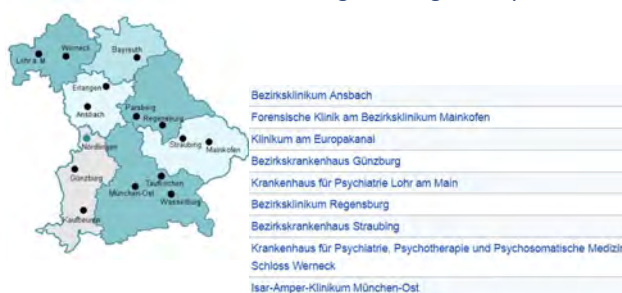 Lohr a. M.
Werneck
Bayreuth
Erlangen
Ansbach
Parsberg
Regensburg
Nördlingen
Straubing
Mainkofen
Günzburg
Taufkirchen
München-Ost
Wasserburg
Kaufbeuren
Bezirksklinikum Ansbach
Forensische Klinik am Bezirksklinikum Mainkofen
Klinikum am Europakanal
Bezirkskrankenhaus Günzburg
Krankenhaus für Psychiatrie Lohr am Main
Bezirksklinikum Regensburg
Bezirkskrankenhaus Straubing
Krankenhaus für Psychiatrie, Psychotherapie und Psychosomatische Medizin
Schloss Werneck
Isar-Amper-Klinikum München-Ost